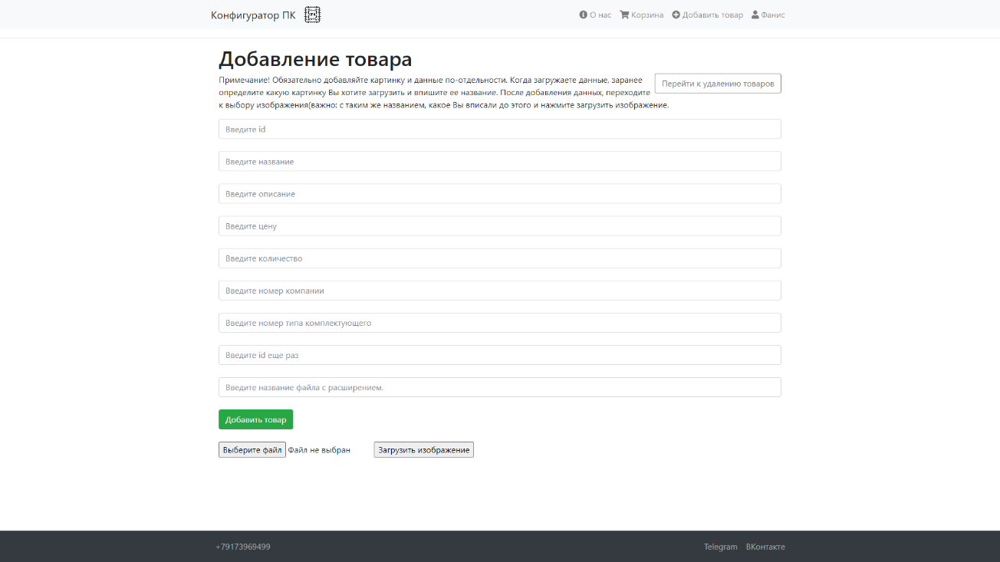 Конфигуратор ПК
CPU
О нас
Корзина
Добавить товар
Фанис
Добавление товара
Примечание! Обязательно добавляйте картинку и данные по-отдельности. Когда загружаете данные, заранее
определите какую картинку Вы хотите загрузить и впишите ее название. После добавления данных, переходите
к выбору изображения(важно: с таким же названием, какое Вы вписали до этого и нажмите загрузить изображение.
Перейти к удалению товаров
Введите id
Введите название
Введите описание
Введите цену
Введите количество
Введите номер компании
Введите номер типа комплектующего
Введите id еще раз
Введите название файла с расширением.
Добавить товар
Выберите файл
Файл не выбран
Загрузить изображение
+79173969499
Telegram
ВКонтакте